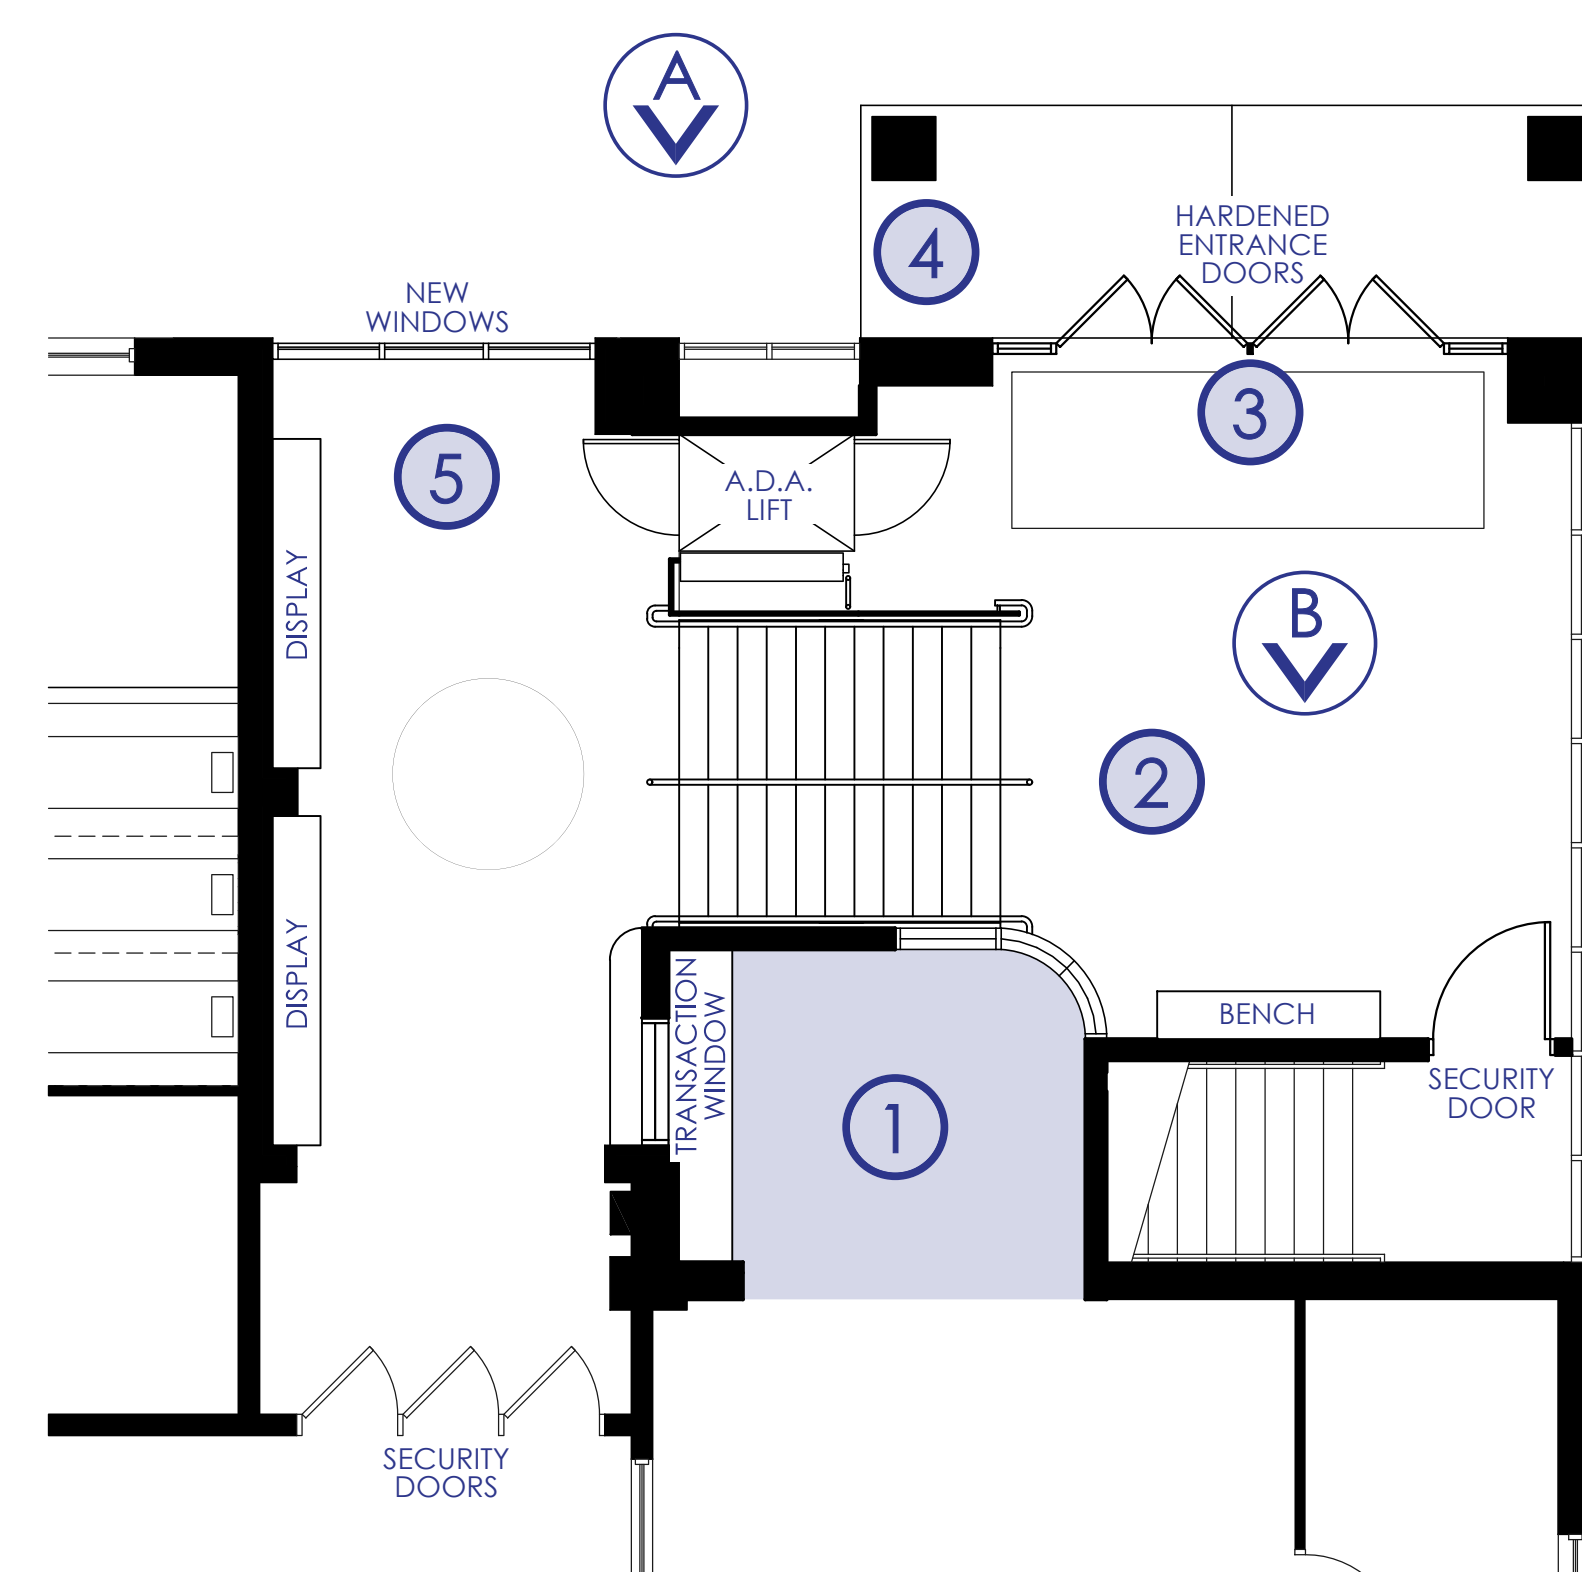 A
HARDENED
ENTRANCE
DOORS
4
NEW
WINDOWS
3
5
A.D.A.
LIFT
DISPLAY
B
2
DISPLAY
TRANSACTION
WINDOW
BENCH
1
SECURITY
DOOR
SECURITY
DOORS